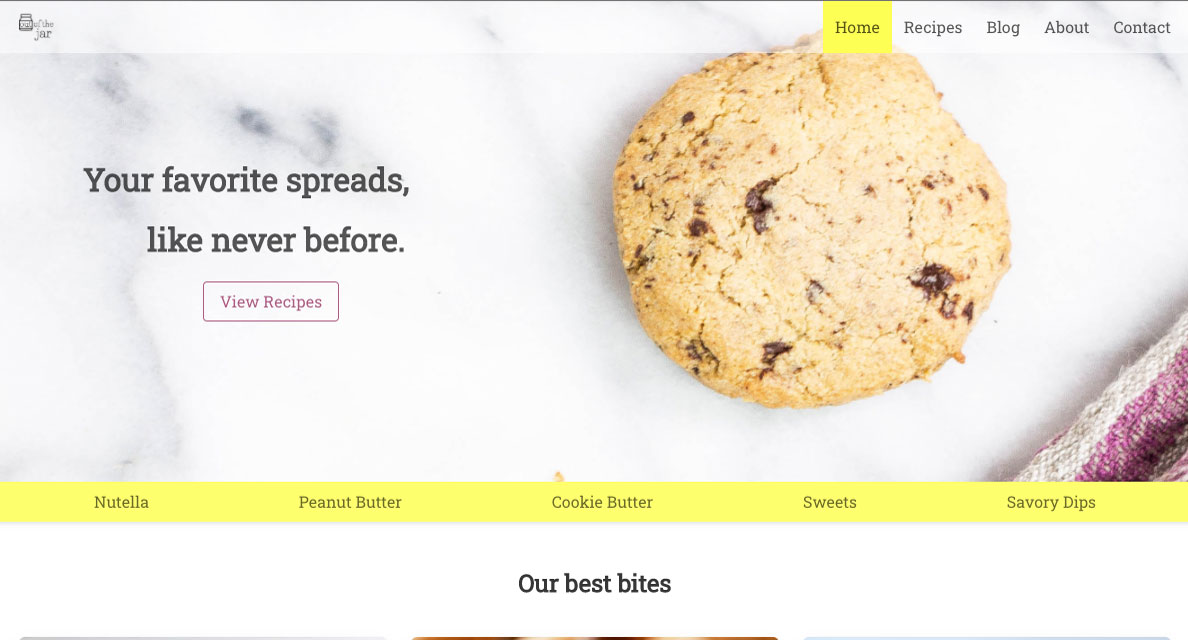 out of the
jar
Home
Recipes
Blog
About
Contact
Your favorite spreads,
like never before.
View Recipes
Nutella
Peanut Butter
Cookie Butter
Sweets
Savory Dips
Our best bites